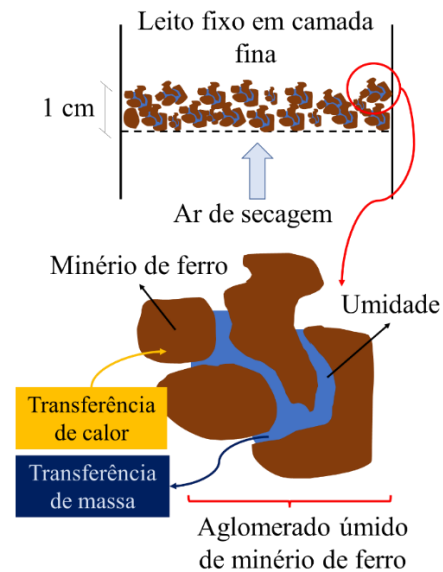 Leito fixo em camada
fina
1 cm
Ar de secagem
Minério de ferro
Umidade
Transferência
de calor
Transferência
de massa
Aglomerado úmido
de minério de ferro